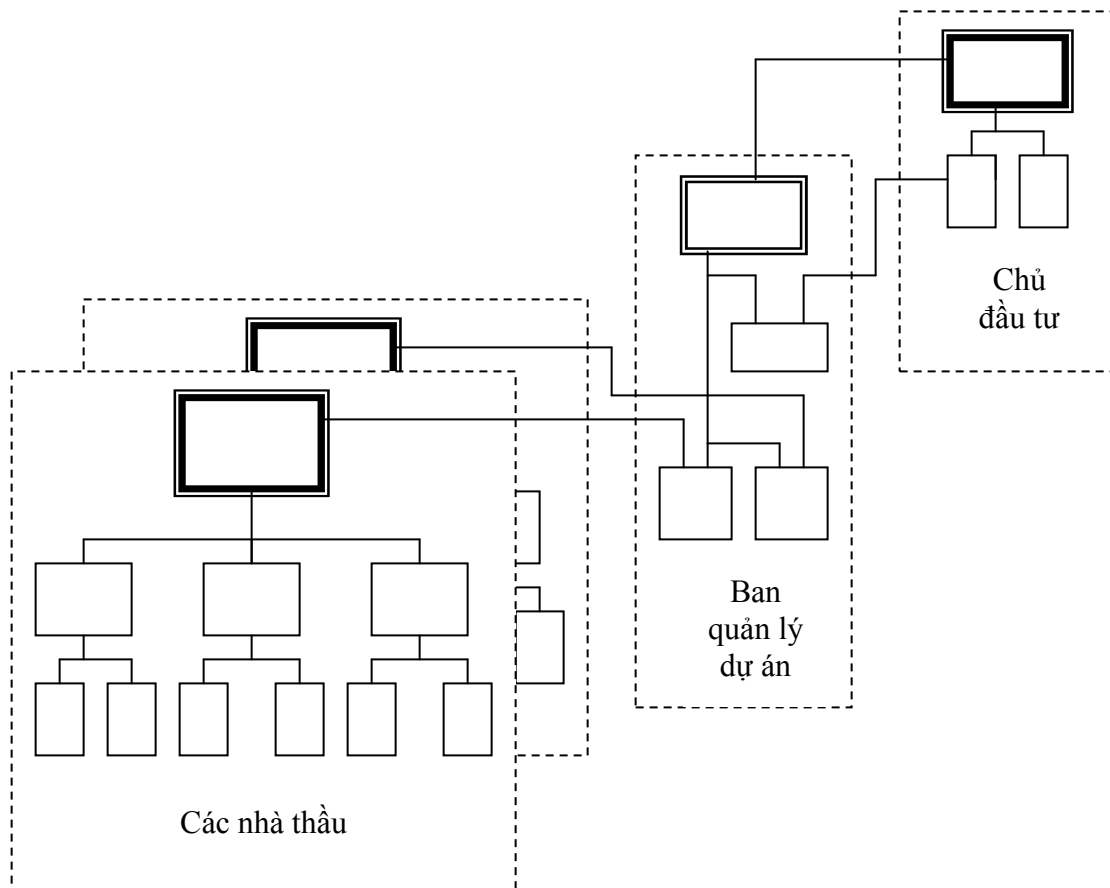 Chủ
đầu tư
Ban
quản lý
dự án
Các nhà thầu